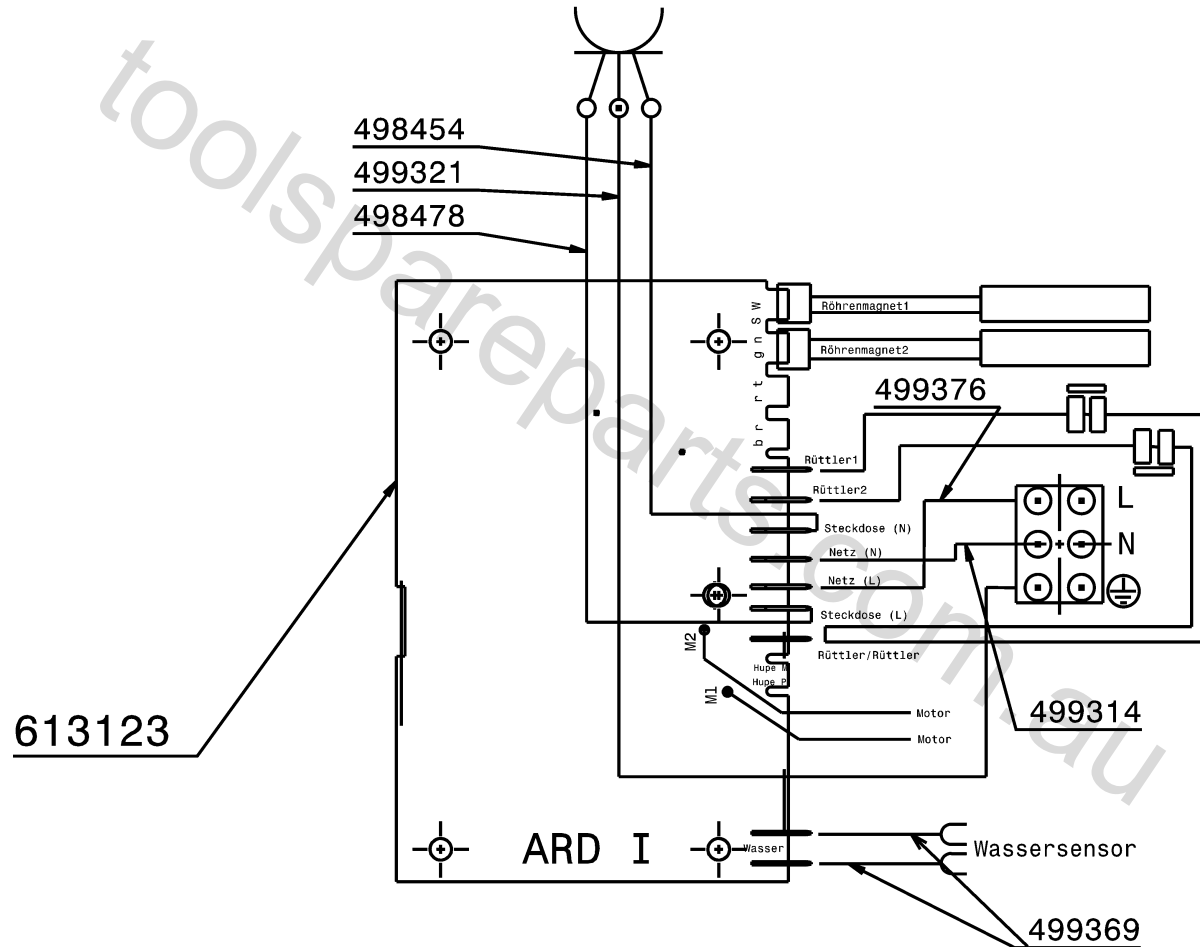 toolspareparts.com.au
498454
499321
498478
SW
Röhrenmagnet1
gn
Röhrenmagnet2
rt
br
499376
Rüttler1
Rüttler2
L
Steckdose (N)
N
Netz (N)
Netz (L)
Steckdose (L)
M2
Rüttler/Rüttler
Hupe M
Hupe P
M1
Motor
499314
613123
Motor
ARD I
Wasser
Wassersensor
499369